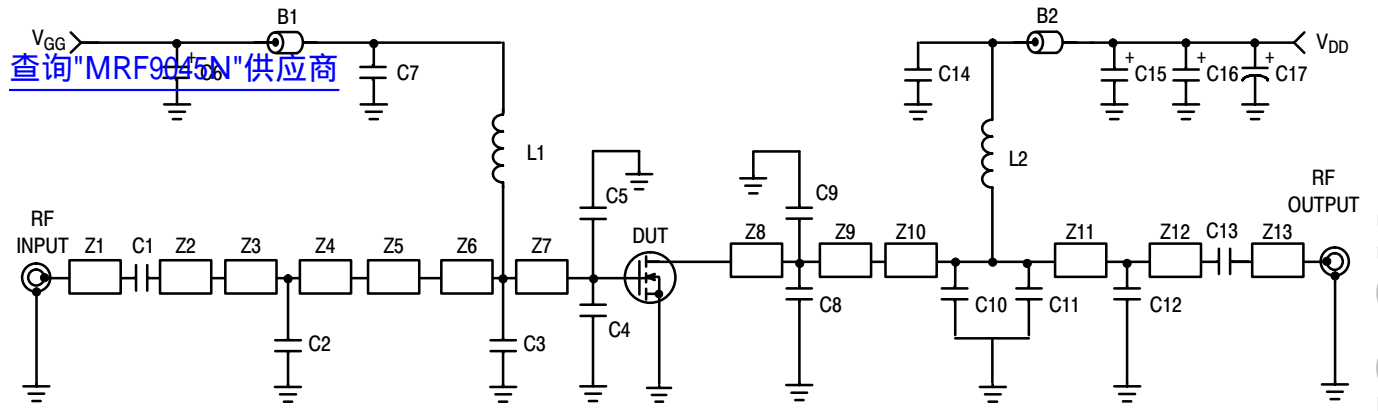 B1
B2
VGG
VDD
查询"MRF9045N"供应商
+
C6
C7
C14
+
C15
+
C16
+
C17
L1
L2
C5
C9
RF
INPUT
RF
OUTPUT
Z1
C1
Z2
Z3
Z4
Z5
Z6
Z7
DUT
Z8
Z9
Z10
Z11
Z12
C13
Z13
C2
C3
C4
C8
C10
C11
C12